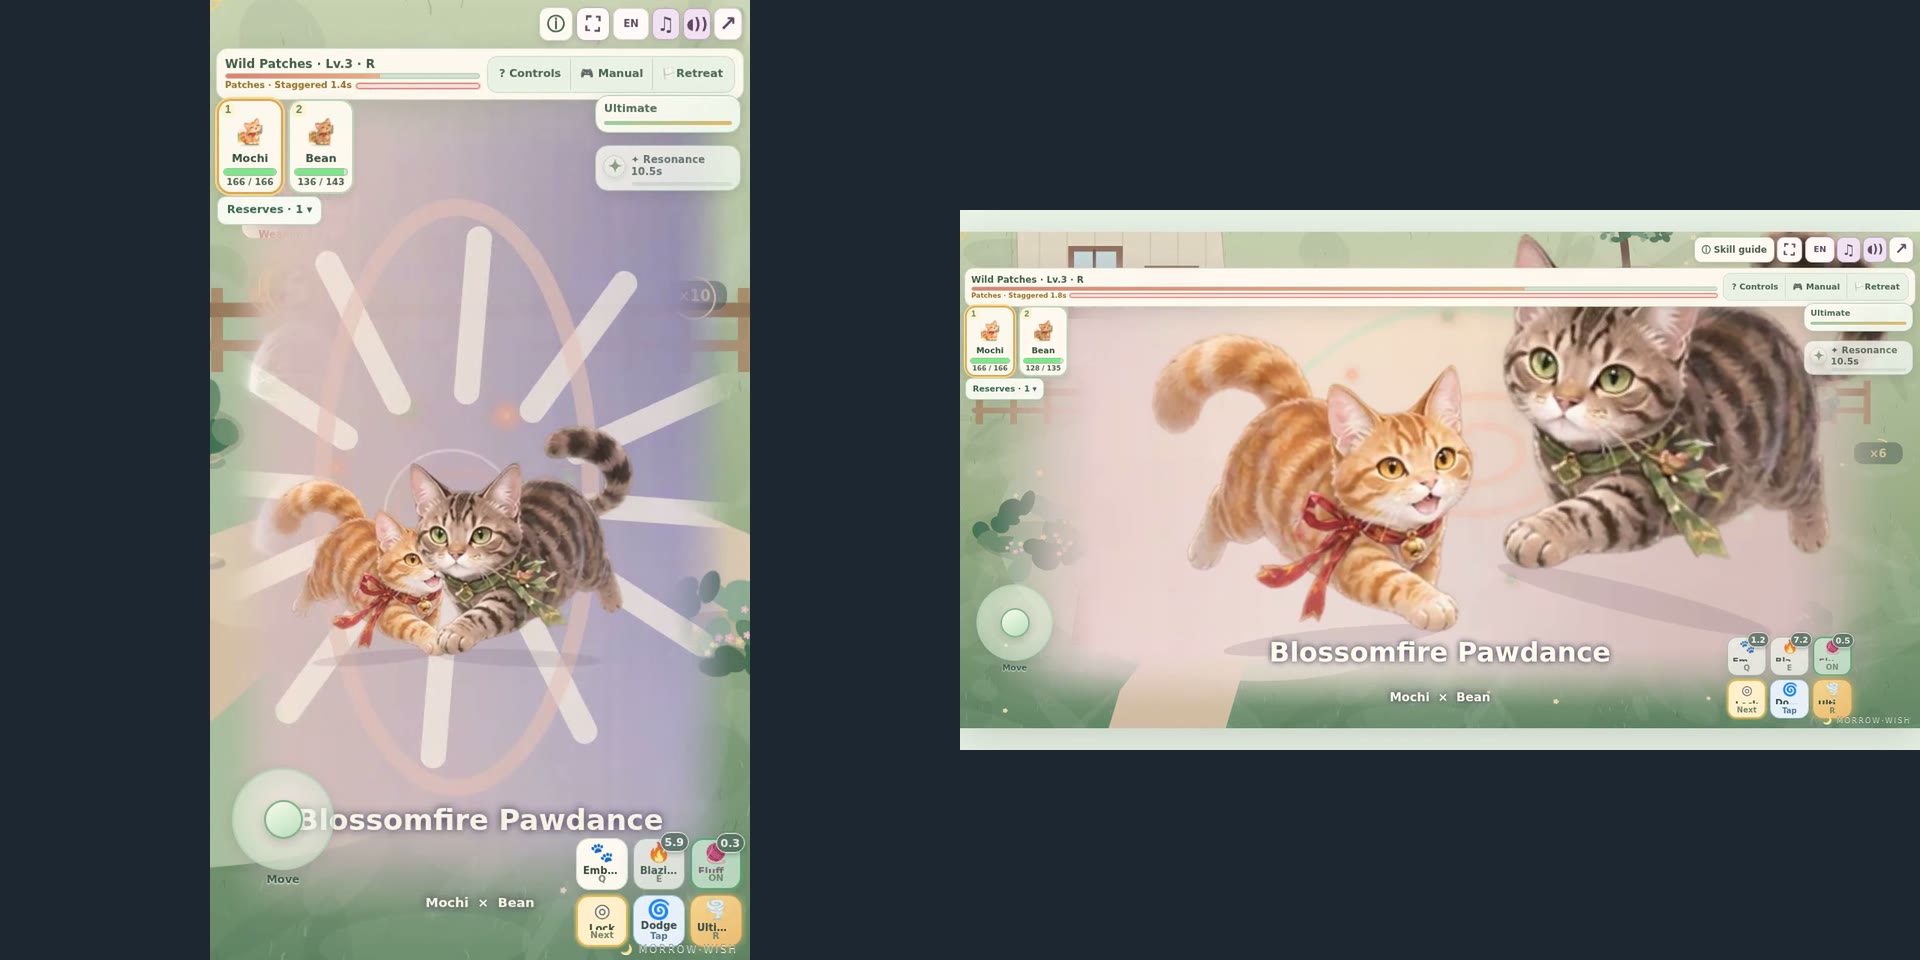 EN
Wild Patches · Lv.3 · R
Patches · Staggered 1.4s
? Controls
Manual
Retreat
1
Mochi
166 / 166
2
Bean
136 / 143
Ultimate
✦ Resonance
10.5s
Reserves · 1 ▾
×10
Blossomfire Pawdance
Move
Mochi × Bean
Emb...
Q
5.9
Blazi...
E
0.3
Fluff
ON
Lock
Next
Dodge
Tap
Ulti...
R
MORROW-WISH
ⓘ Skill guide
EN
Wild Patches · Lv.3 · R
Patches · Staggered 1.8s
? Controls
Manual
Retreat
1
Mochi
166 / 166
2
Bean
128 / 135
Ultimate
✦ Resonance
10.5s
Reserves · 1 ▾
×6
Move
Blossomfire Pawdance
Mochi × Bean
1.2
Q
7.2
E
0.5
ON
Next
Do...
Tap
Ulti...
R
MORROW-WISH